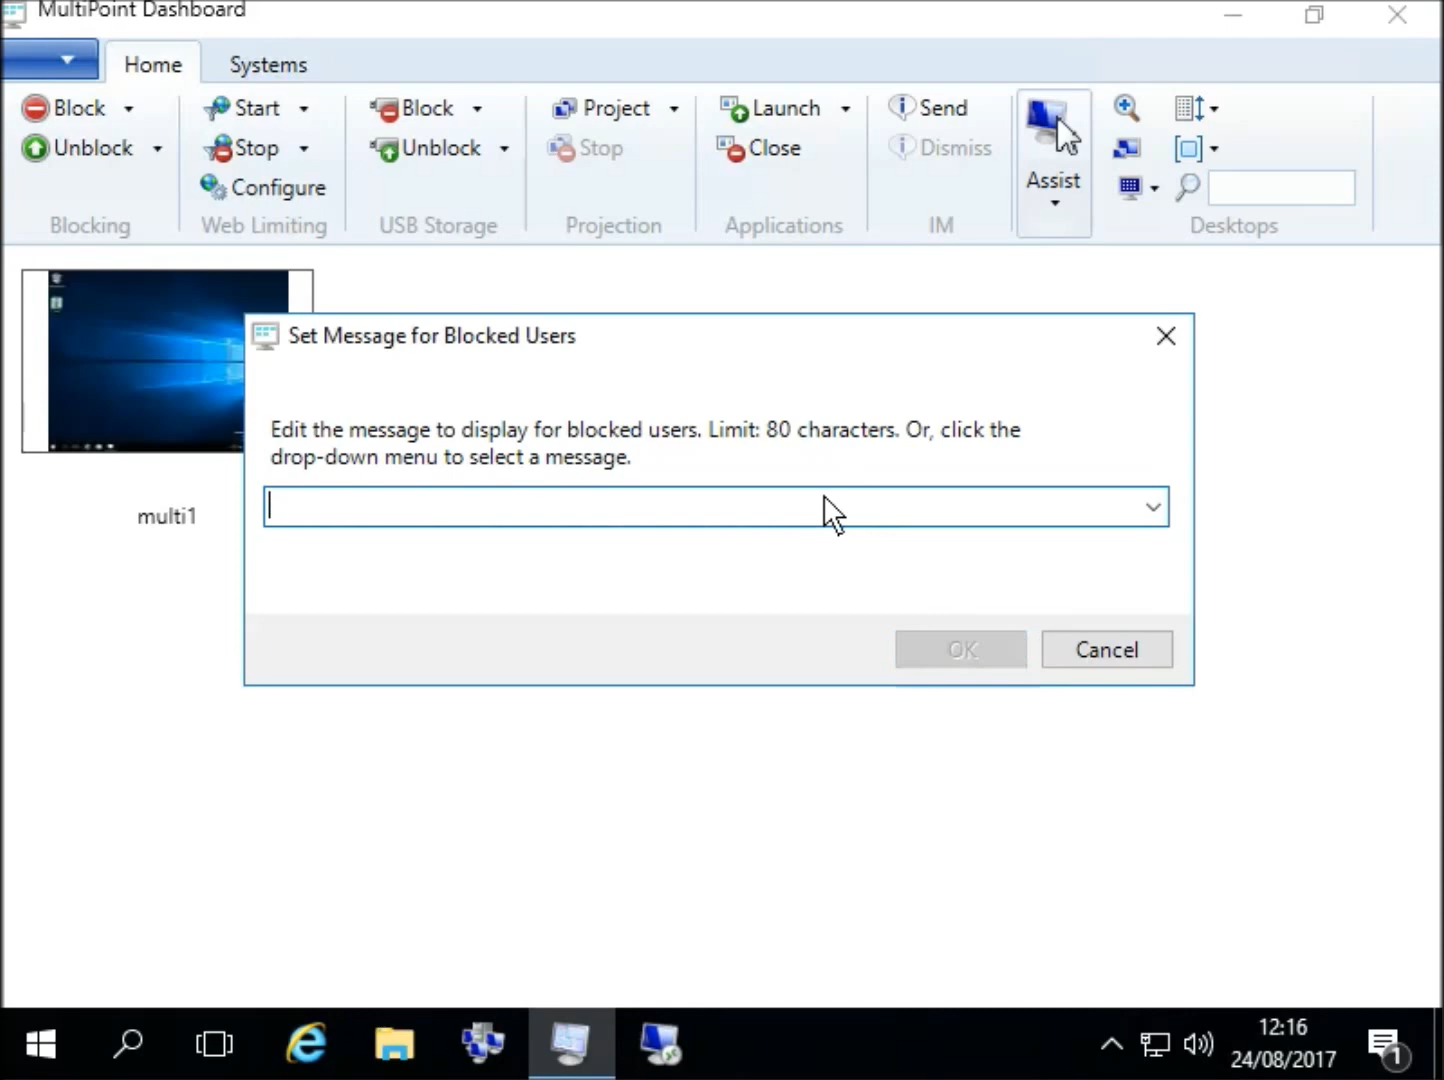 MultiPoint Dashboard
Home Systems
Block Start Block Project Launch Send
Unblock Stop Unblock Stop Close Dismiss
Configure
Assist
Blocking Web Limiting USB Storage Projection Applications IM Desktops
Set Message for Blocked Users
Edit the message to display for blocked users. Limit: 80 characters. Or, click the
drop-down menu to select a message.
multi1
OK Cancel
12:16
24/08/2017
1